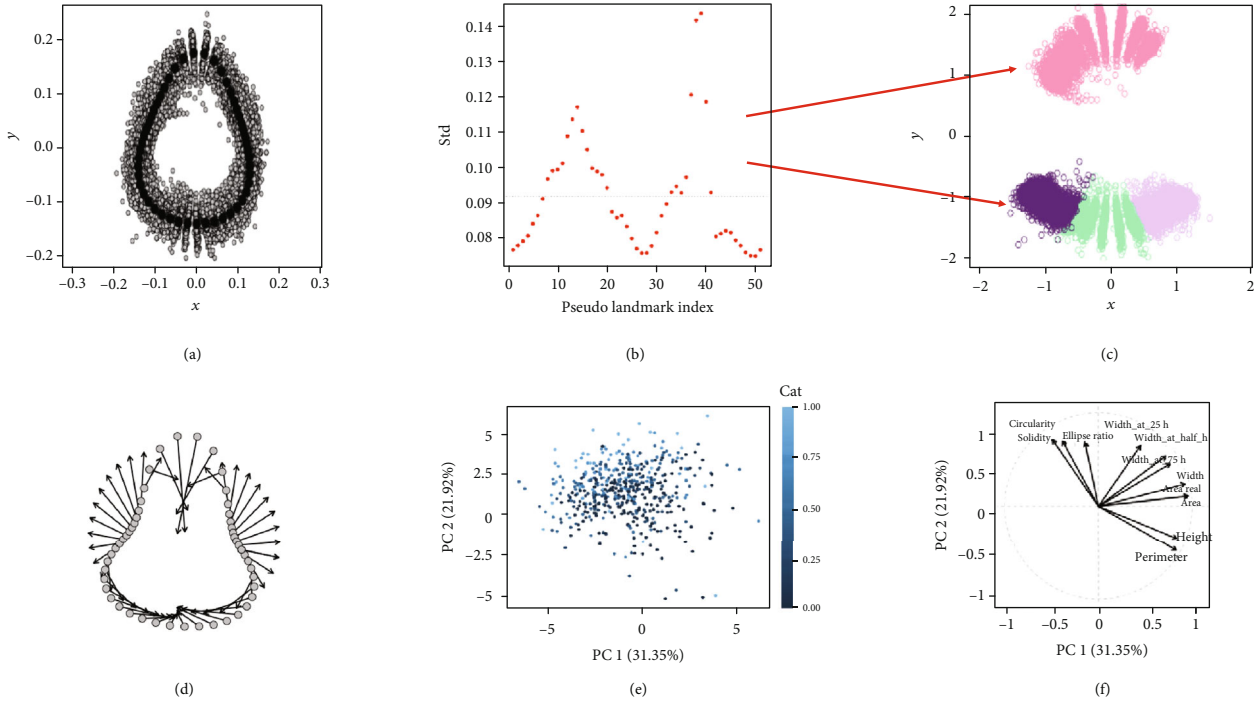 0.2
0.1
0.0
−0.1
−0.2
y
−0.3
−0.2
−0.1
0.0
0.1
0.2
0.3
x
(a)
0.14
0.13
0.12
0.11
0.10
0.09
0.08
Std
0
10
20
30
40
50
Pseudo landmark index
(b)
2
1
0
−1
−2
y
−2
−1
0
1
2
x
(c)
(d)
5
2.5
0
−2.5
−5
PC 2 (21.92%)
−5
0
5
PC 1 (31.35%)
Cat
1.00
0.75
0.50
0.25
0.00
(e)
1
0.5
0
−0.5
−1
PC 2 (21.92%)
Circularity
Solidity
Ellipse ratio
Width_at_25 h
Width_at_half_h
Width
Area real
Area
Height
Perimeter
−1
−0.5
0
0.5
1
PC 1 (31.35%)
(f)